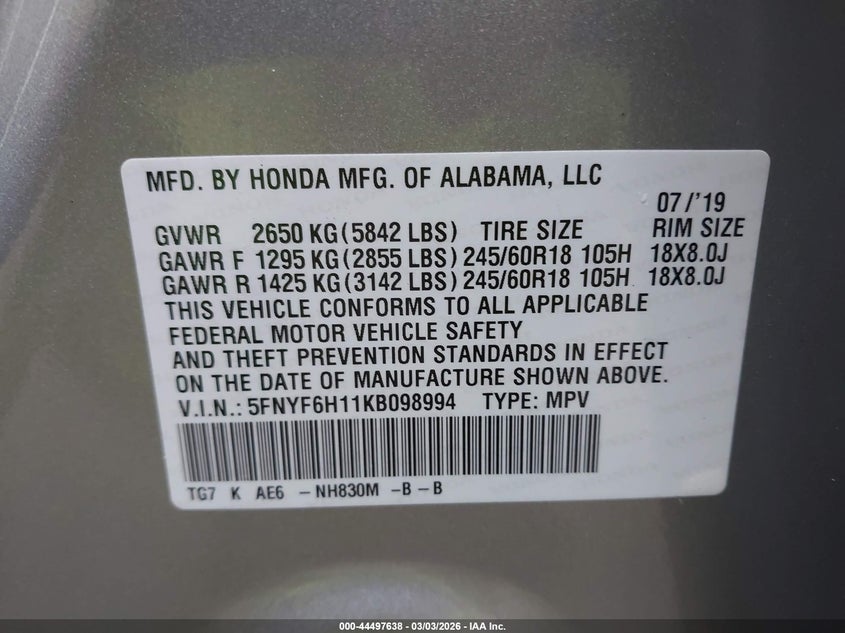 MFD. BY HONDA MFG. OF ALABAMA, LLC
07/'19
GVWR 2650 KG(5842 LBS) TIRE SIZE RIM SIZE
GAWR F 1295 KG(2855 LBS) 245/60R18 105H 18X8.0J
GAWR R 1425 KG(3142 LBS) 245/60R18 105H 18X8.0J
THIS VEHICLE CONFORMS TO ALL APPLICABLE
FEDERAL MOTOR VEHICLE SAFETY
AND THEFT PREVENTION STANDARDS IN EFFECT
ON THE DATE OF MANUFACTURE SHOWN ABOVE.
V.I.N.: 5FNYF6H11KB098994 TYPE: MPV
TG7 K AE6 -NH830M -B-B
000-44497638 - 03/03/2026 - IAA Inc.